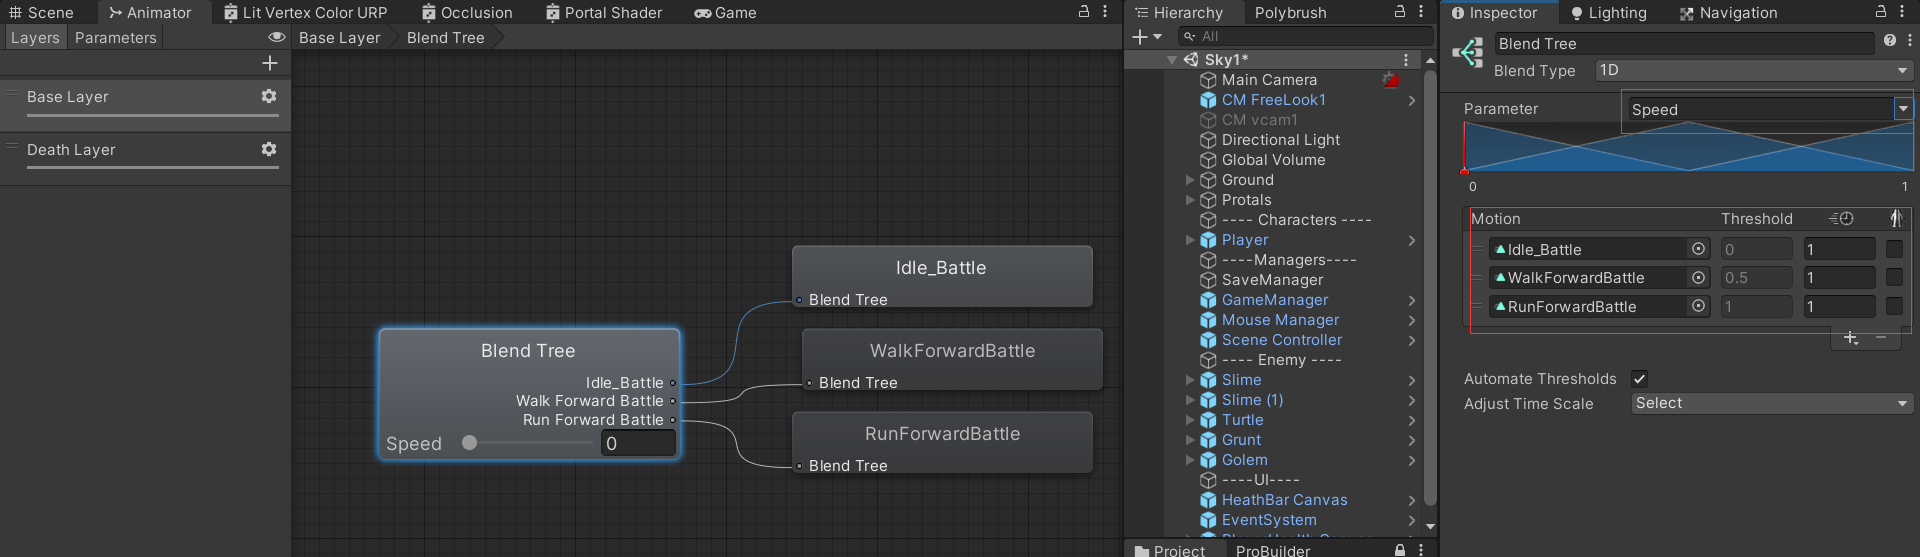 Scene
Animator
Lit Vertex Color URP
Occlusion
Portal Shader
Game
Layers
Parameters
Base Layer
Blend Tree
Base Layer
Death Layer
Idle_Battle
Blend Tree
WalkForwardBattle
Blend Tree
RunForwardBattle
Blend Tree
Blend Tree
Idle_Battle
Walk Forward Battle
Run Forward Battle
Speed
0
Hierarchy
Polybrush
All
Sky1*
Main Camera
CM FreeLook1
CM vcam1
Directional Light
Global Volume
Ground
Protals
---- Characters ----
Player
----Managers----
SaveManager
GameManager
Mouse Manager
Scene Controller
---- Enemy ----
Slime
Slime (1)
Turtle
Grunt
Golem
----UI----
HeathBar Canvas
EventSystem
Project
ProBuilder
Inspector
Lighting
Navigation
Blend Tree
Blend Type
1D
Parameter
Speed
0
1
Motion
Threshold
Idle_Battle
0
1
WalkForwardBattle
0.5
1
RunForwardBattle
1
1
Automate Thresholds
Adjust Time Scale
Select